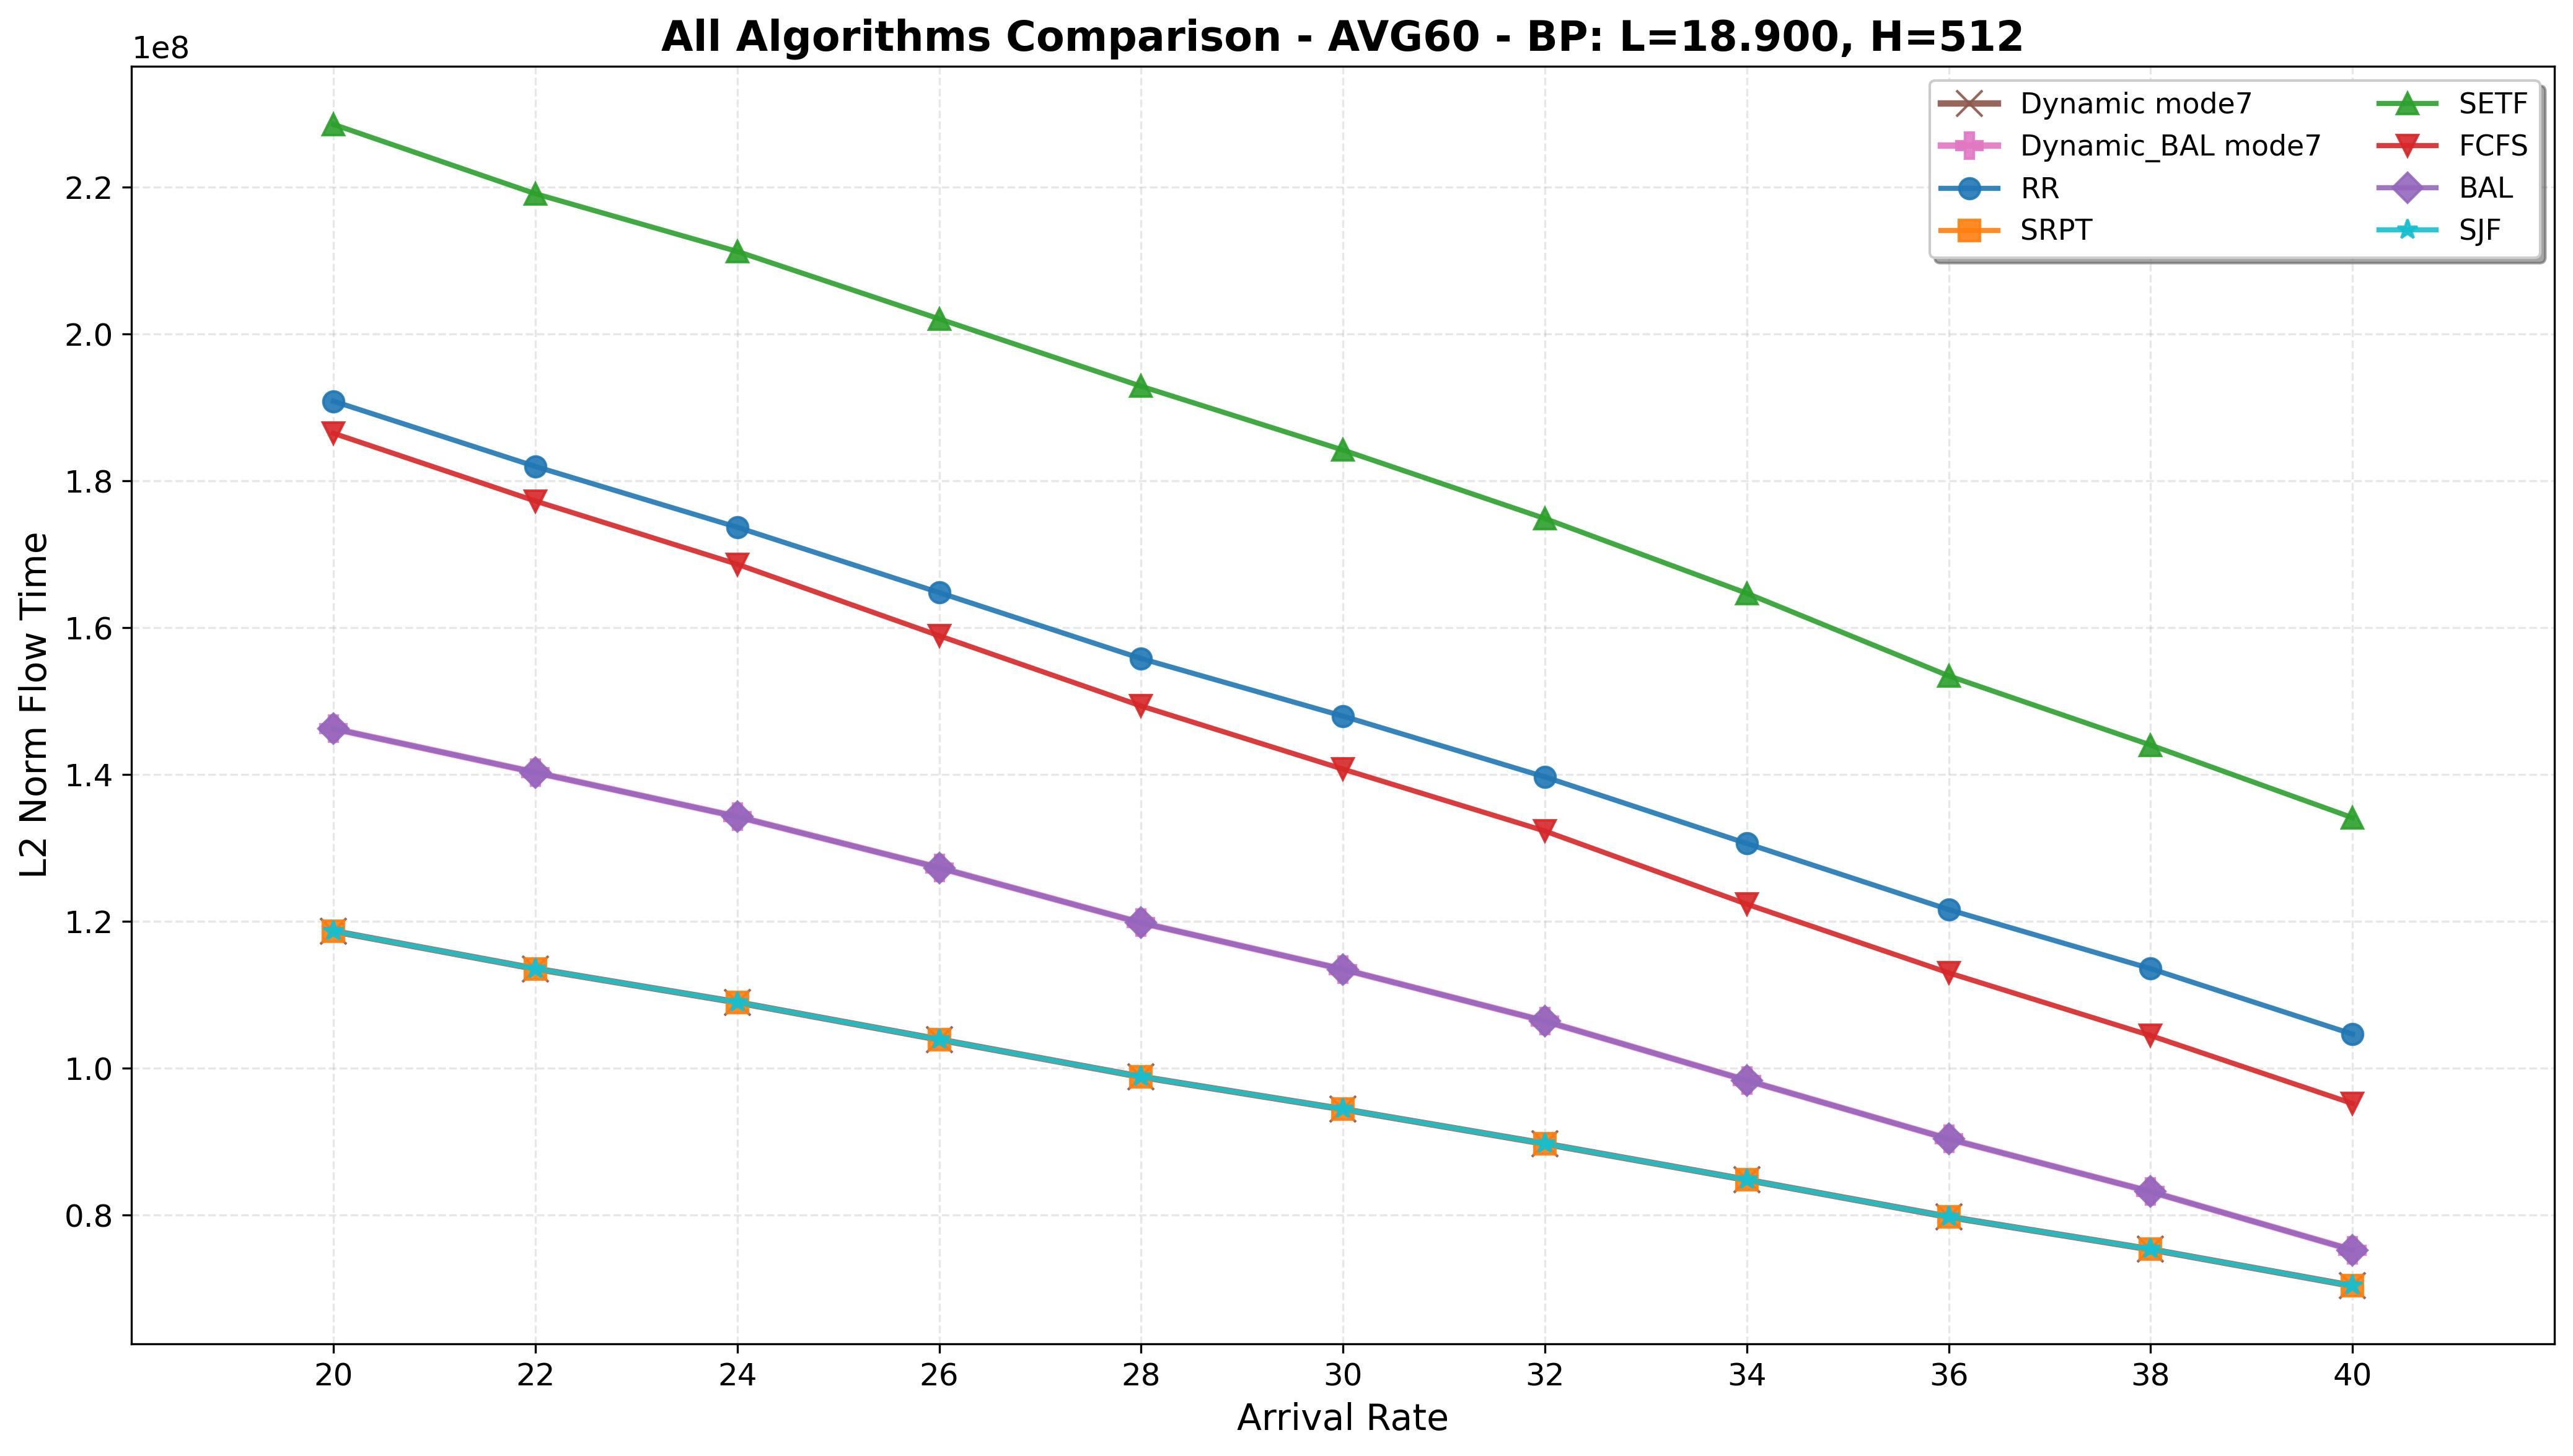 All Algorithms Comparison - AVG60 - BP: L=18.900, H=512
1e8
Dynamic mode7
Dynamic_BAL mode7
RR
SRPT
SETF
FCFS
BAL
SJF
L2 Norm Flow Time
2.2
2.0
1.8
1.6
1.4
1.2
1.0
0.8
20 22 24 26 28 30 32 34 36 38 40
Arrival Rate